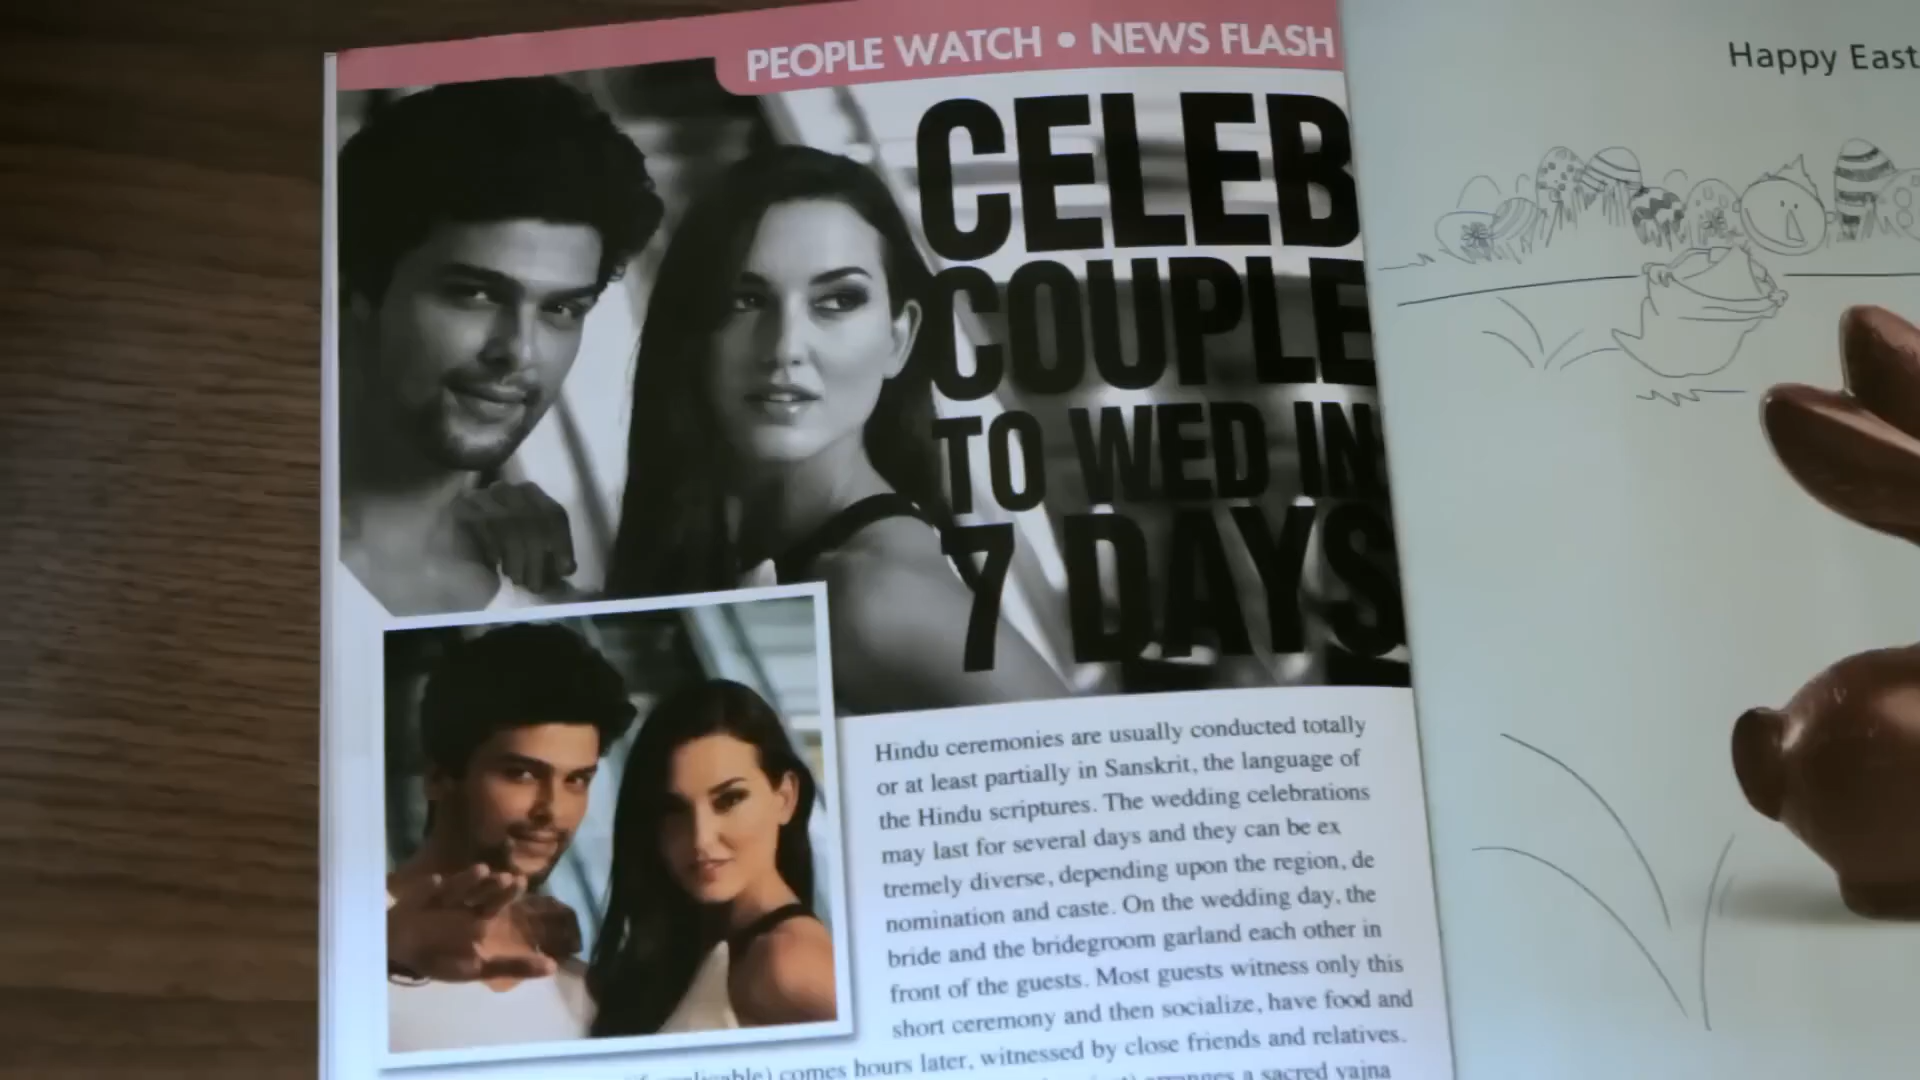 PEOPLE WATCH • NEWS FLASH
CELEB
COUPLE
TO WED IN
7 DAYS
Hindu ceremonies are usually conducted totally
or at least partially in Sanskrit, the language of
the Hindu scriptures. The wedding celebrations
may last for several days and they can be ex
tremely diverse, depending upon the region, de
nomination and caste. On the wedding day, the
bride and the bridegroom garland each other in
front of the guests. Most guests witness only this
short ceremony and then socialize, have food and
comes hours later, witnessed by close friends and relatives.
a sacred yajna
Happy East